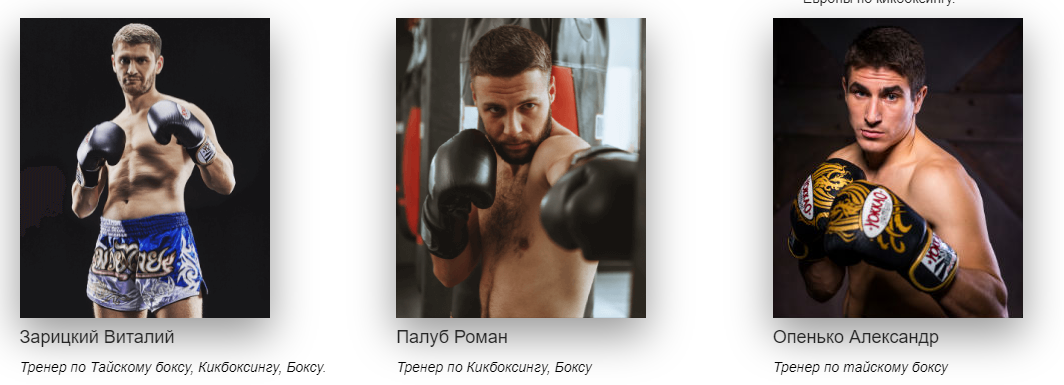 Европы по кикбоксингу.
Зарицкий Виталий
Палуб Роман
Опенько Александр
Тренер по Тайскому боксу, Кикбоксингу, Боксу.
Тренер по Кикбоксингу, Боксу
Тренер по тайскому боксу